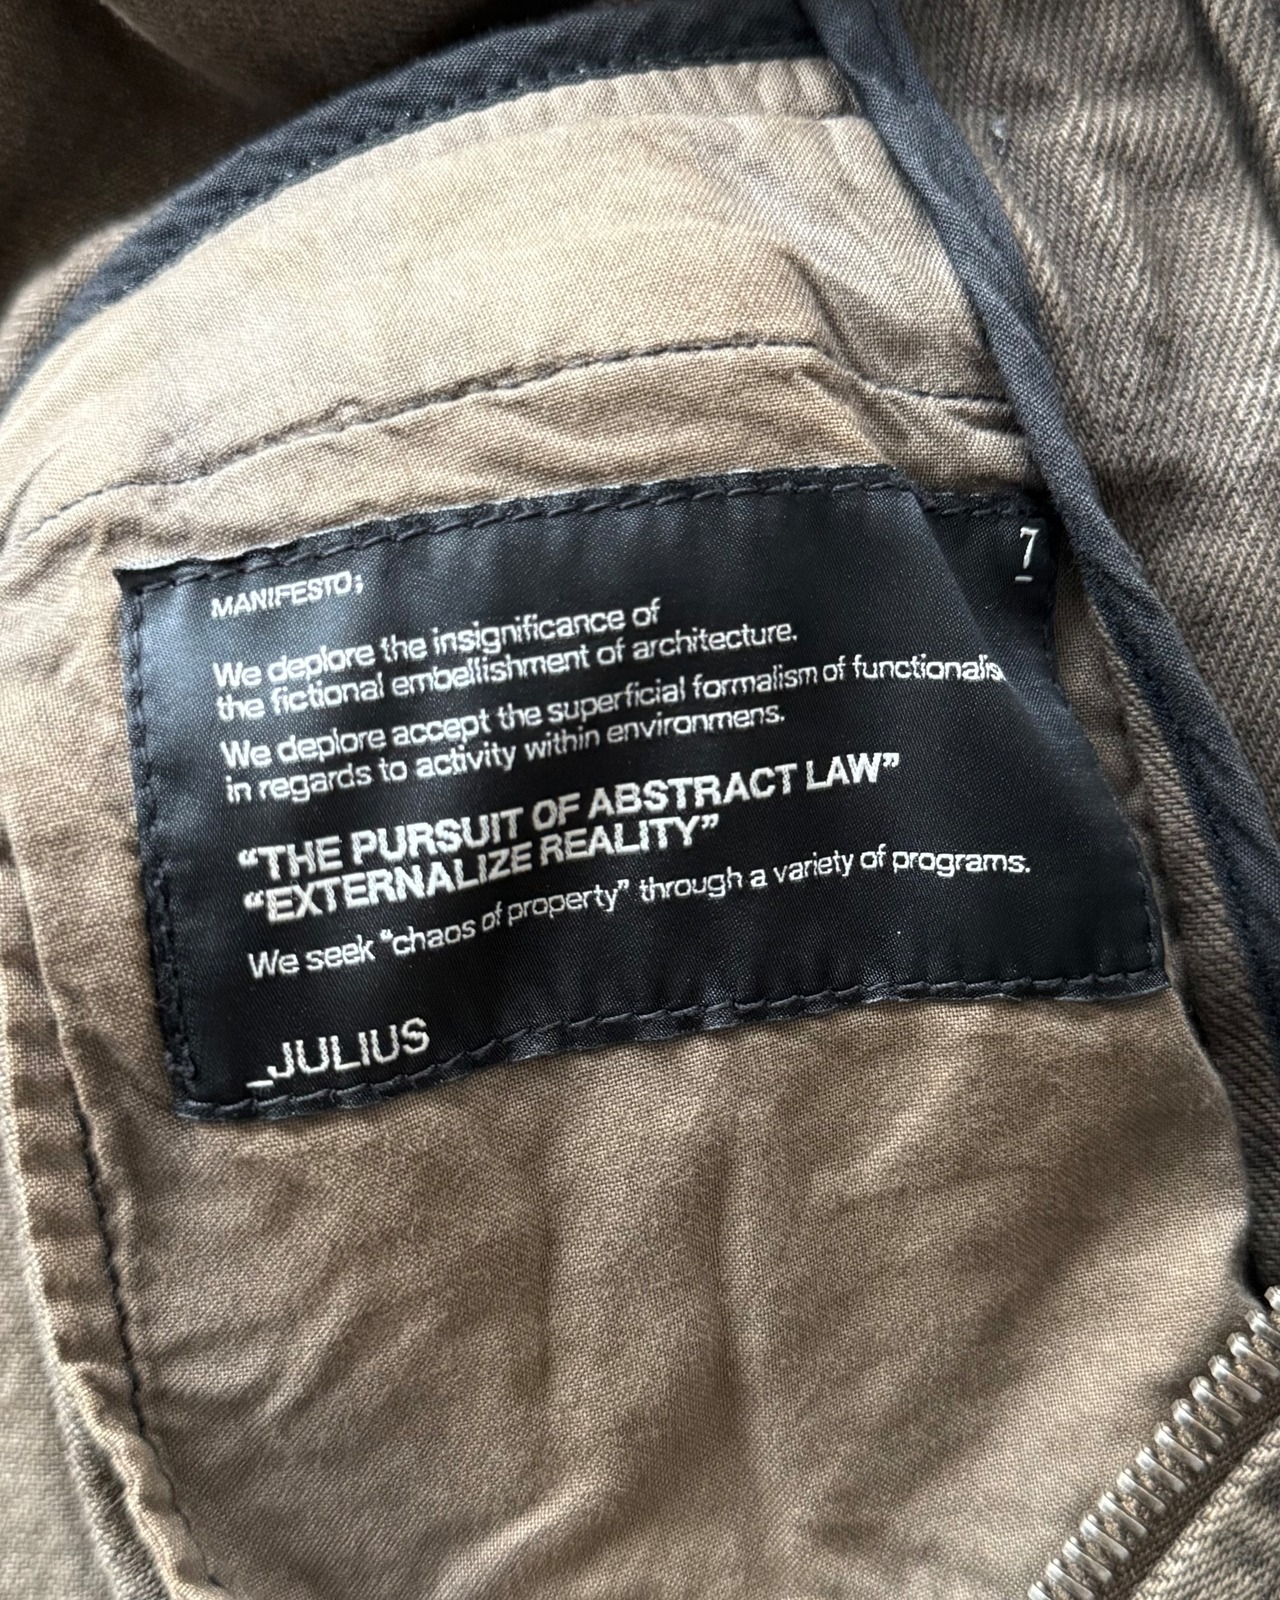 7
MANIFESTO;
We deplore the insignificance of
the fictional embellishment of architecture.
We deplore accept the superficial formalism of functionalis
in regards to activity within environmens.
“THE PURSUIT OF ABSTRACT LAW”
“EXTERNALIZE REALITY”
We seek “chaos of property” through a variety of programs.
_JULIUS